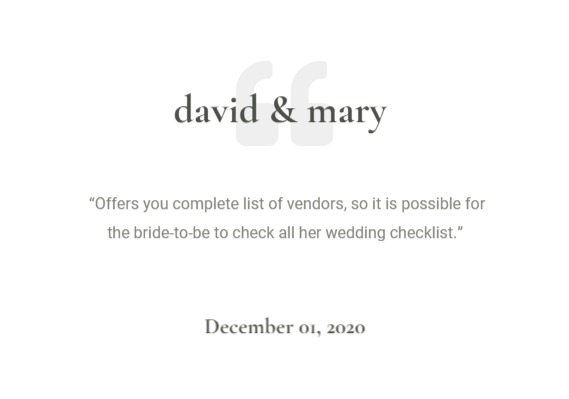 david & mary
“Offers you complete list of vendors, so it is possible for
the bride-to-be to check all her wedding checklist.”
December 01, 2020